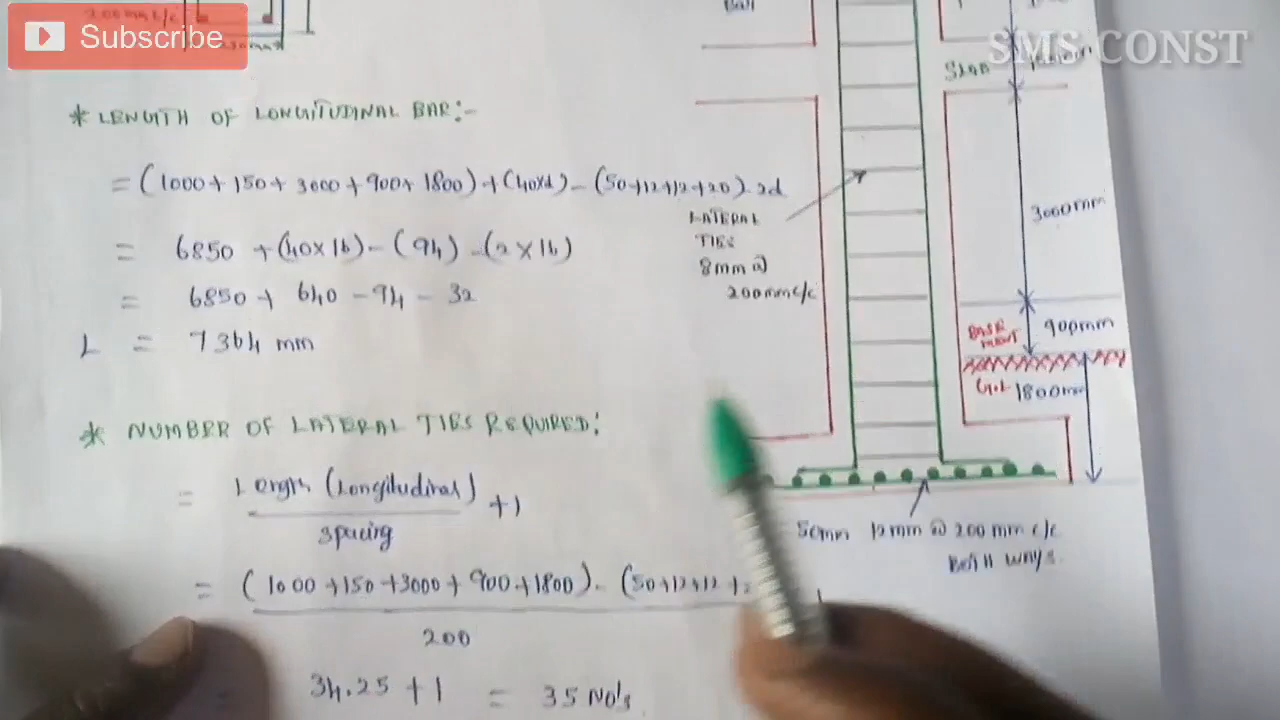 Subscribe
SMS CONST
SLAB
* LENGTH OF LONGITUDINAL BAR:-
= (1000 + 150 + 3000 + 900 + 1800) + (40xd) - (50+12+12+20) - 2d
= 6850 + (40 x 16) - (94) - (2 x 16)
= 6850 + 640 - 94 - 32
L = 7364 mm
* NUMBER OF LATERAL TIES REQUIRED:
= Length (Longitudinal) + 1
spacing
= (1000 + 150 + 3000 + 900 + 1800) - (50+12+12+
200
34.25 + 1 = 35 No's
LATERAL
TIES
8mm @
200mm c/c
3000mm
BASE
MENT
900mm
G.L
1800mm
50mm 12mm @ 200 mm c/c
BOTH WAYS.